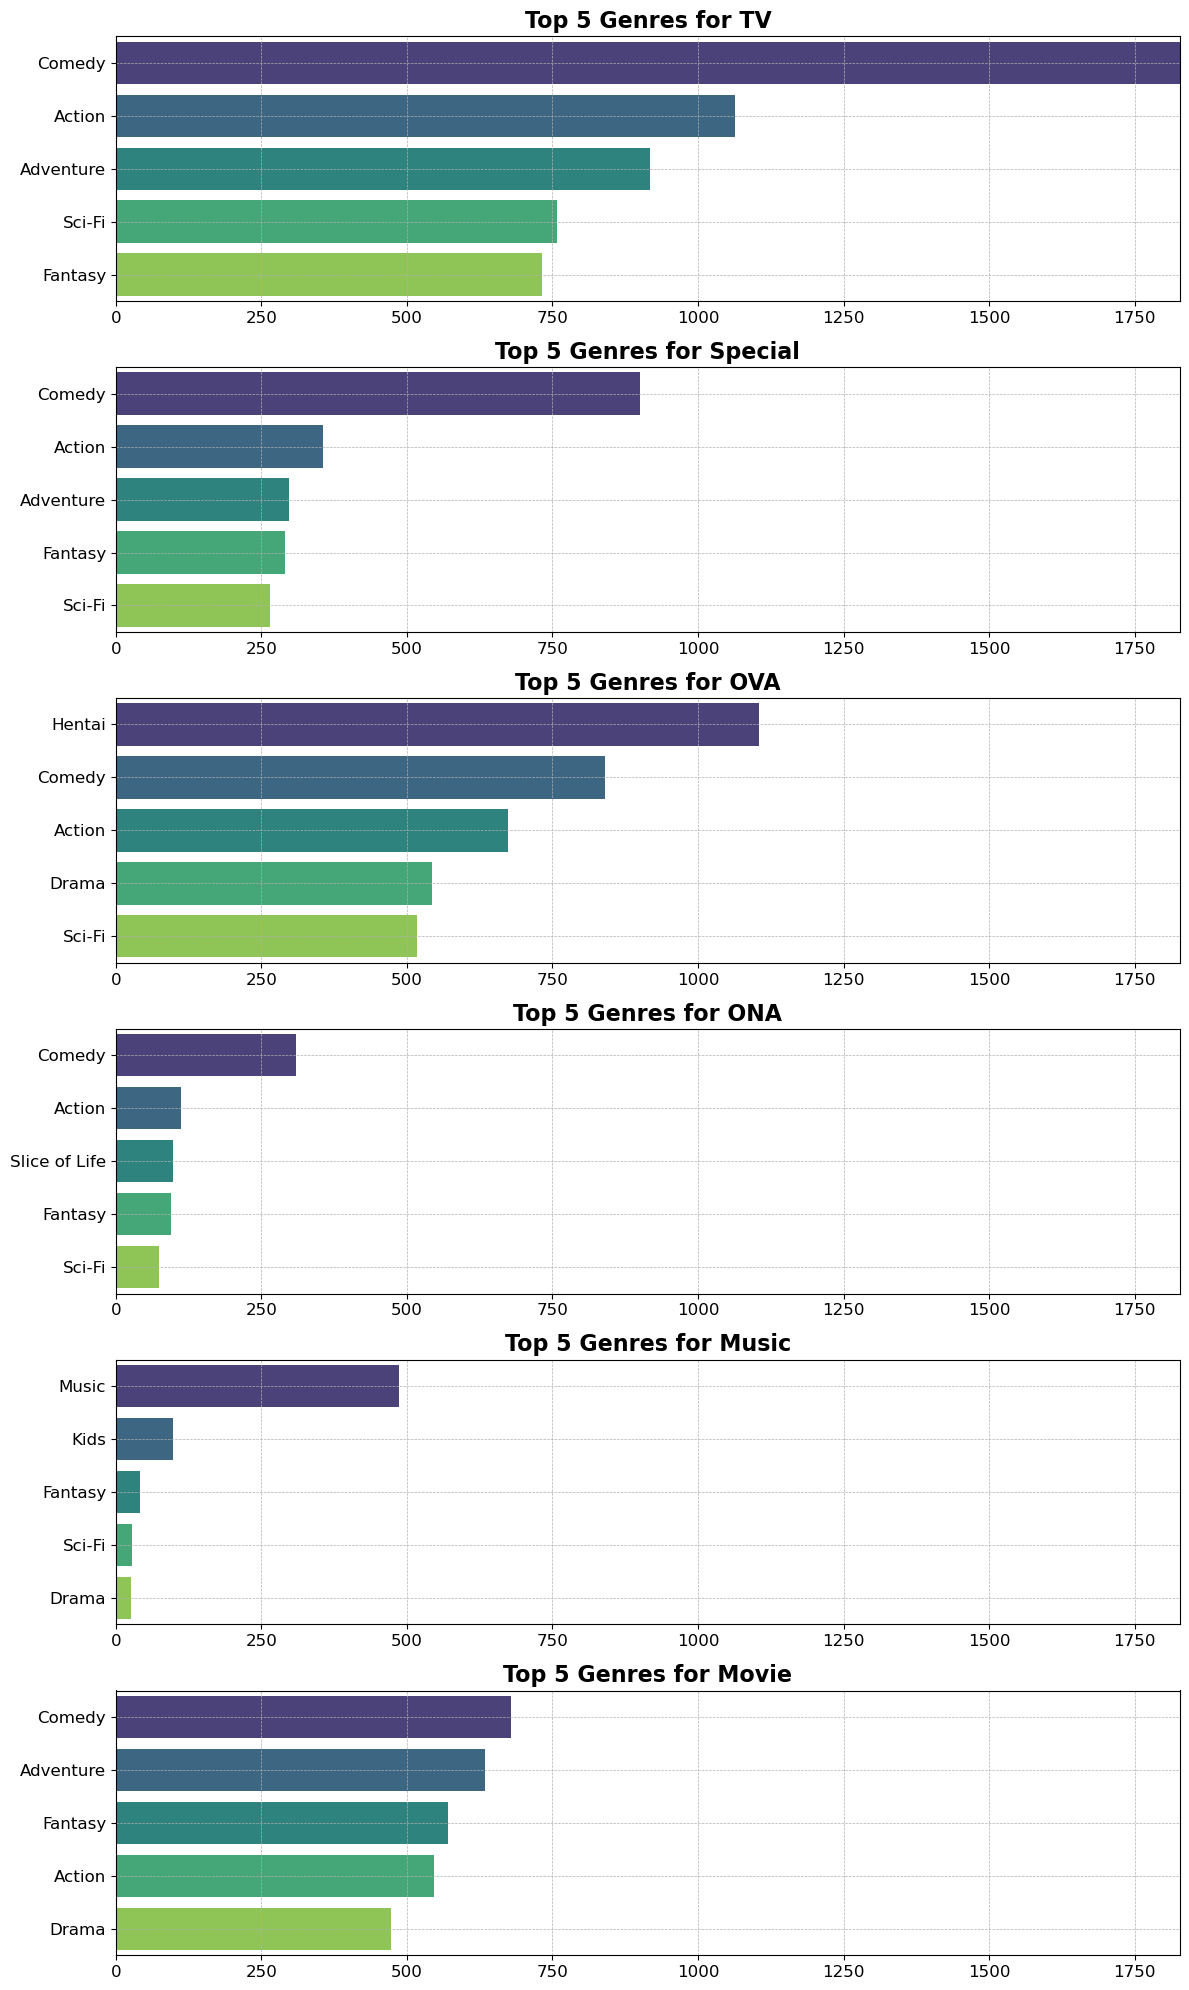 Top 5 Genres for TV
Comedy
Action
Adventure
Sci-Fi
Fantasy
0 250 500 750 1000 1250 1500 1750
Top 5 Genres for Special
Comedy
Action
Adventure
Fantasy
Sci-Fi
0 250 500 750 1000 1250 1500 1750
Top 5 Genres for OVA
Hentai
Comedy
Action
Drama
Sci-Fi
0 250 500 750 1000 1250 1500 1750
Top 5 Genres for ONA
Comedy
Action
Slice of Life
Fantasy
Sci-Fi
0 250 500 750 1000 1250 1500 1750
Top 5 Genres for Music
Music
Kids
Fantasy
Sci-Fi
Drama
0 250 500 750 1000 1250 1500 1750
Top 5 Genres for Movie
Comedy
Adventure
Fantasy
Action
Drama
0 250 500 750 1000 1250 1500 1750